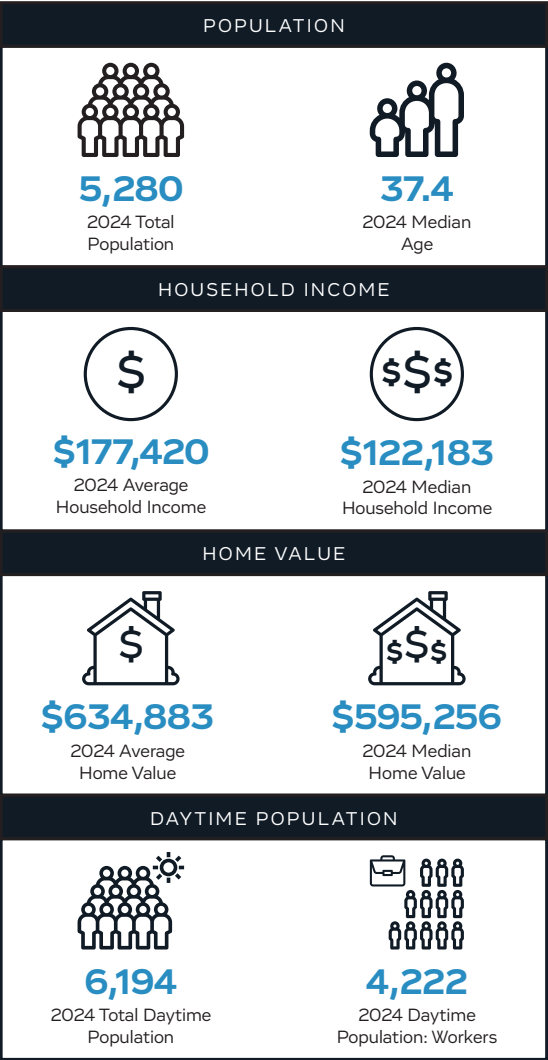 POPULATION
5,280
2024 Total
Population
37.4
2024 Median
Age
HOUSEHOLD INCOME
$
$177,420
2024 Average
Household Income
$$$
$122,183
2024 Median
Household Income
HOME VALUE
$
$634,883
2024 Average
Home Value
$$$
$595,256
2024 Median
Home Value
DAYTIME POPULATION
6,194
2024 Total Daytime
Population
4,222
2024 Daytime
Population: Workers